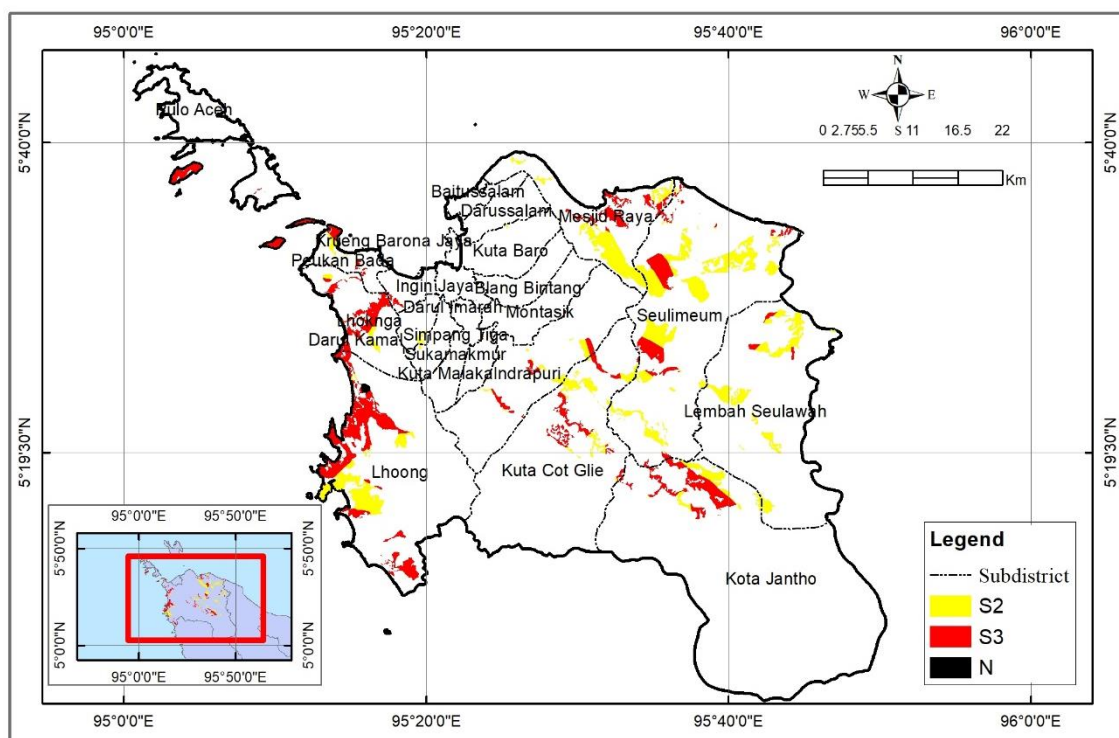 95°0'0"E 95°20'0"E 95°40'0"E 96°0'0"E
5°40'0"N 5°40'0"N
5°19'30"N 5°19'30"N
N
W E
S
0 2.75 5.5 11 16.5 22
Km
Pulo Aceh
Baitussalam
Darussalam
Mesjid Raya
Krueng Barona Jaya
Kuta Baro
Peukan Bada
Ingin Jaya
Blang Bintang
Darul Imarah
Montasik
Lhoknga
Seulimeum
Simpang Tiga
Darul Kamal
Sukamakmur
Kuta Malaka
Indrapuri
Lembah Seulawah
Lhoong
Kuta Cot Glie
Kota Jantho
95°0'0"E 95°50'0"E
5°50'0"N 5°50'0"N
5°0'0"N 5°0'0"N
95°0'0"E 95°50'0"E
Legend
Subdistrict
S2
S3
N
95°0'0"E 95°20'0"E 95°40'0"E 96°0'0"E